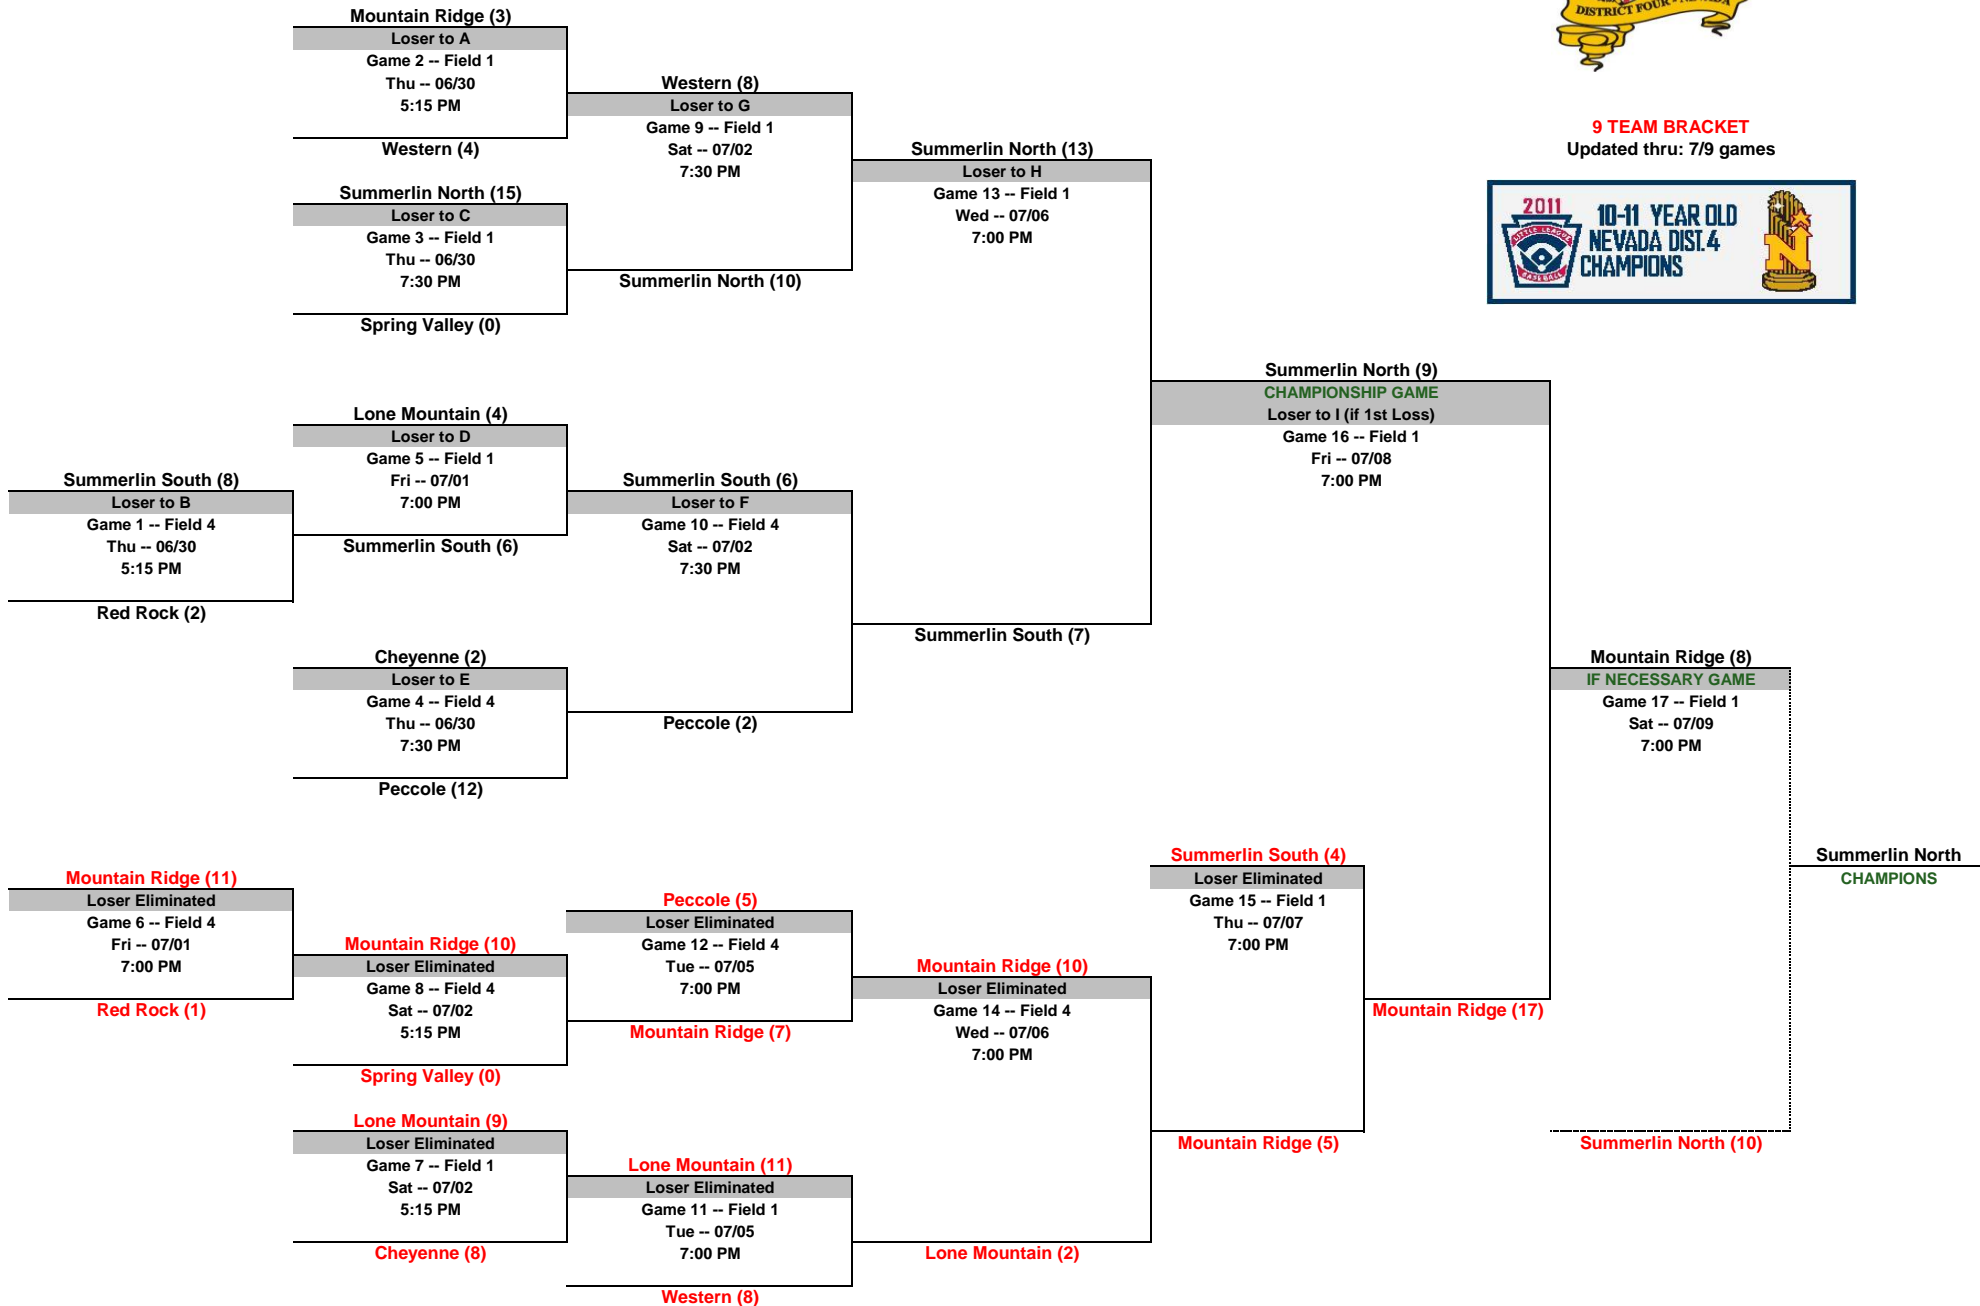 DISTRICT FOUR - NEVADA
9 TEAM BRACKET
Updated thru: 7/9 games
2011
LITTLE LEAGUE
BASEBALL
10-11 YEAR OLD
NEVADA DIST.4
CHAMPIONS
N
Mountain Ridge (3)
Loser to A
Game 2 -- Field 1
Thu -- 06/30
5:15 PM
Western (4)
Summerlin North (15)
Loser to C
Game 3 -- Field 1
Thu -- 06/30
7:30 PM
Spring Valley (0)
Western (8)
Loser to G
Game 9 -- Field 1
Sat -- 07/02
7:30 PM
Summerlin North (10)
Summerlin North (13)
Loser to H
Game 13 -- Field 1
Wed -- 07/06
7:00 PM
Summerlin South (7)
Summerlin South (8)
Loser to B
Game 1 -- Field 4
Thu -- 06/30
5:15 PM
Red Rock (2)
Lone Mountain (4)
Loser to D
Game 5 -- Field 1
Fri -- 07/01
7:00 PM
Summerlin South (6)
Cheyenne (2)
Loser to E
Game 4 -- Field 4
Thu -- 06/30
7:30 PM
Peccole (12)
Summerlin South (6)
Loser to F
Game 10 -- Field 4
Sat -- 07/02
7:30 PM
Peccole (2)
Summerlin North (9)
CHAMPIONSHIP GAME
Loser to I (if 1st Loss)
Game 16 -- Field 1
Fri -- 07/08
7:00 PM
Mountain Ridge (17)
Mountain Ridge (8)
IF NECESSARY GAME
Game 17 -- Field 1
Sat -- 07/09
7:00 PM
Summerlin North (10)
Summerlin North
CHAMPIONS
Mountain Ridge (11)
Loser Eliminated
Game 6 -- Field 4
Fri -- 07/01
7:00 PM
Red Rock (1)
Mountain Ridge (10)
Loser Eliminated
Game 8 -- Field 4
Sat -- 07/02
5:15 PM
Spring Valley (0)
Lone Mountain (9)
Loser Eliminated
Game 7 -- Field 1
Sat -- 07/02
5:15 PM
Cheyenne (8)
Peccole (5)
Loser Eliminated
Game 12 -- Field 4
Tue -- 07/05
7:00 PM
Mountain Ridge (7)
Lone Mountain (11)
Loser Eliminated
Game 11 -- Field 1
Tue -- 07/05
7:00 PM
Western (8)
Mountain Ridge (10)
Loser Eliminated
Game 14 -- Field 4
Wed -- 07/06
7:00 PM
Lone Mountain (2)
Summerlin South (4)
Loser Eliminated
Game 15 -- Field 1
Thu -- 07/07
7:00 PM
Mountain Ridge (5)